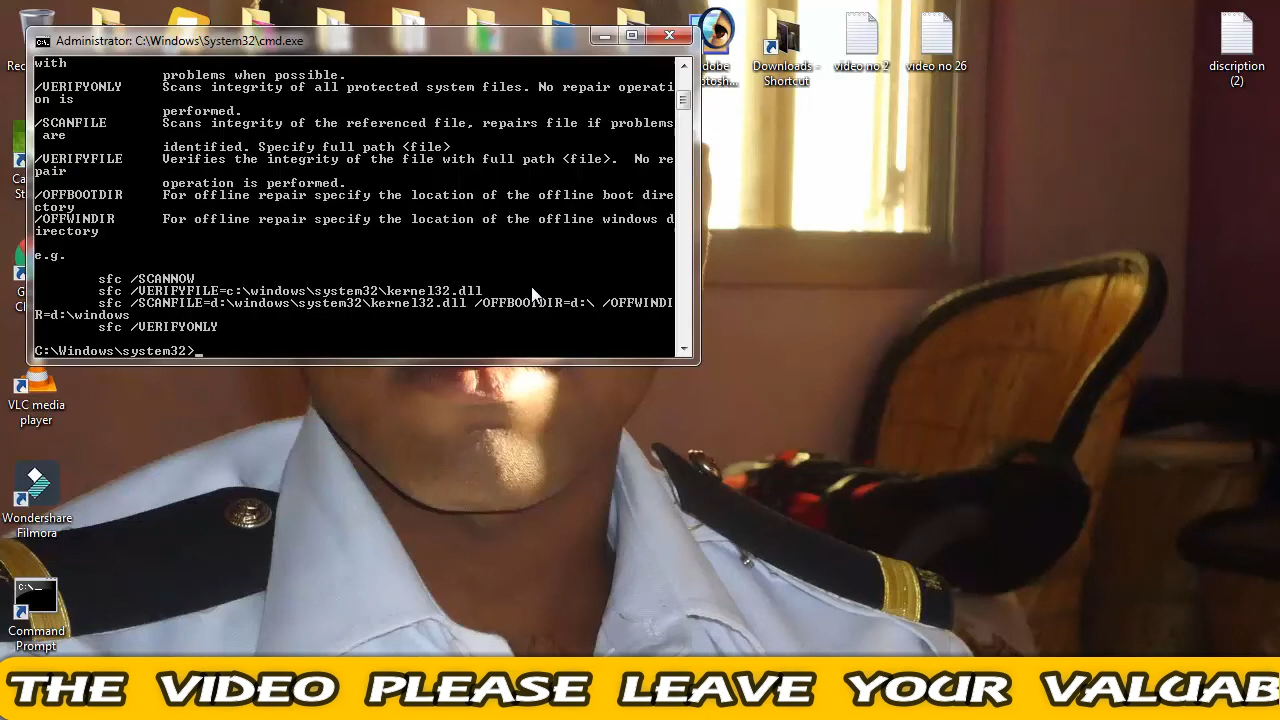 Administrator: C:\Windows\System32\cmd.exe
with
problems when possible.
/VERIFYONLY Scans integrity of all protected system files. No repair operati
on is
performed.
/SCANFILE Scans integrity of the referenced file, repairs file if problems
are
identified. Specify full path <file>
/VERIFYFILE Verifies the integrity of the file with full path <file>. No re
pair
operation is performed.
/OFFBOOTDIR For offline repair specify the location of the offline boot dire
ctory
/OFFWINDIR For offline repair specify the location of the offline windows d
irectory
e.g.
sfc /SCANNOW
sfc /VERIFYFILE=c:\windows\system32\kernel32.dll
sfc /SCANFILE=d:\windows\system32\kernel32.dll /OFFBOOTDIR=d:\ /OFFWINDI
R=d:\windows
sfc /VERIFYONLY
C:\Windows\system32>_
Downloads - Shortcut
video no 2
video no 26
discription (2)
VLC media player
Wondershare Filmora
Command Prompt
THE VIDEO PLEASE LEAVE YOUR